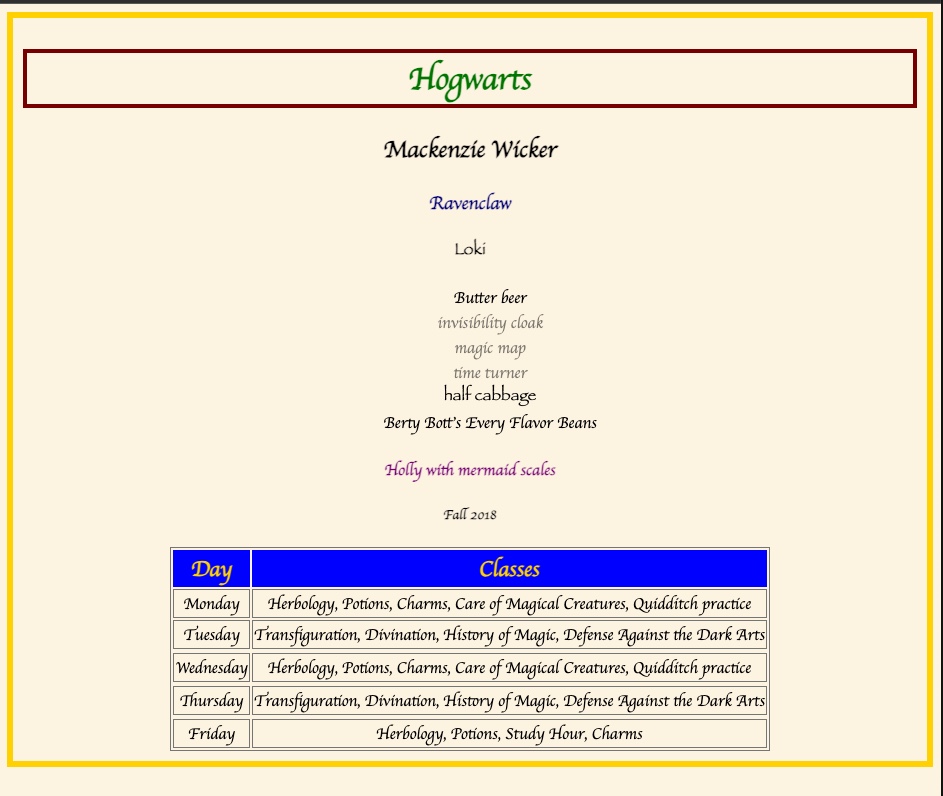 Hogwarts
Mackenzie Wicker
Ravenclaw
Loki
Butter beer
invisibility cloak
magic map
time turner
half cabbage
Berty Bott's Every Flavor Beans
Holly with mermaid scales
Fall 2018
Day Classes
Monday Herbology, Potions, Charms, Care of Magical Creatures, Quidditch practice
Tuesday Transfiguration, Divination, History of Magic, Defense Against the Dark Arts
Wednesday Herbology, Potions, Charms, Care of Magical Creatures, Quidditch practice
Thursday Transfiguration, Divination, History of Magic, Defense Against the Dark Arts
Friday Herbology, Potions, Study Hour, Charms